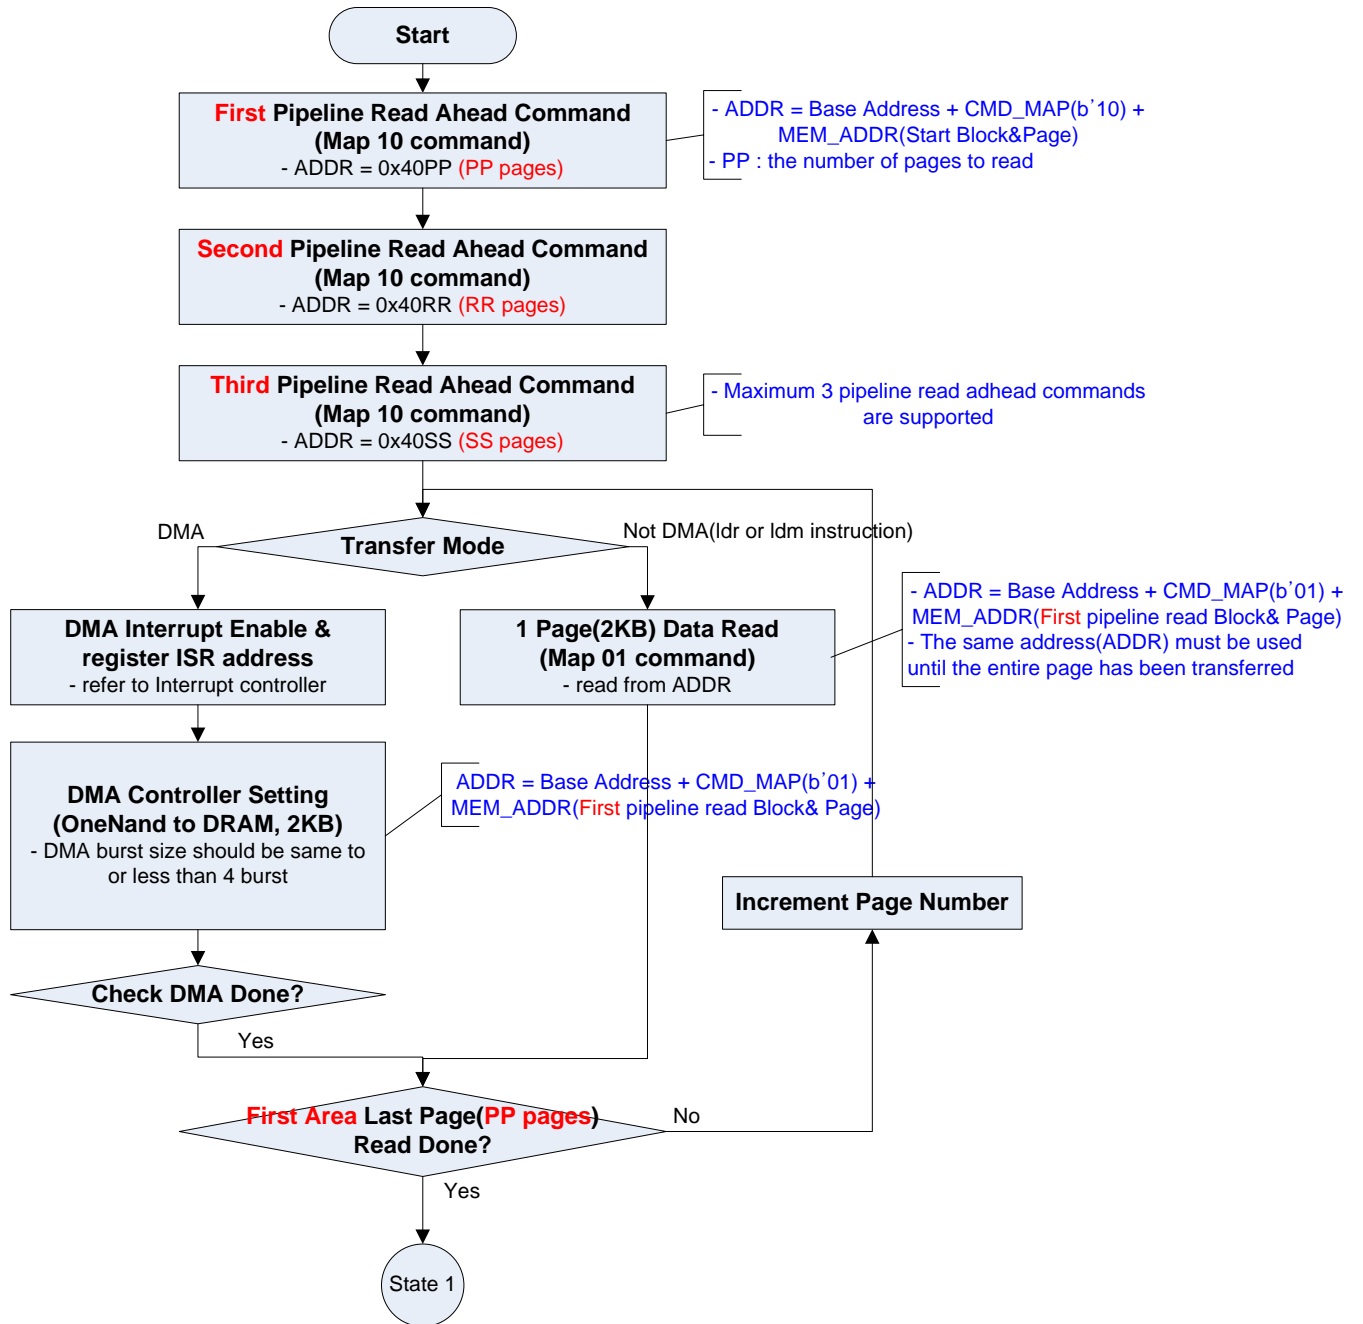 Start
First Pipeline Read Ahead Command
(Map 10 command)
- ADDR = 0x40PP (PP pages)
- ADDR = Base Address + CMD_MAP(b’10) +
MEM_ADDR(Start Block&Page)
- PP : the number of pages to read
Second Pipeline Read Ahead Command
(Map 10 command)
- ADDR = 0x40RR (RR pages)
Third Pipeline Read Ahead Command
(Map 10 command)
- ADDR = 0x40SS (SS pages)
- Maximum 3 pipeline read adhead commands
are supported
DMA
Transfer Mode
Not DMA(ldr or ldm instruction)
DMA Interrupt Enable &
register ISR address
- refer to Interrupt controller
1 Page(2KB) Data Read
(Map 01 command)
- read from ADDR
- ADDR = Base Address + CMD_MAP(b’01) +
MEM_ADDR(First pipeline read Block& Page)
- The same address(ADDR) must be used
until the entire page has been transferred
DMA Controller Setting
(OneNand to DRAM, 2KB)
- DMA burst size should be same to
or less than 4 burst
ADDR = Base Address + CMD_MAP(b’01) +
MEM_ADDR(First pipeline read Block& Page)
Increment Page Number
Check DMA Done?
Yes
First Area Last Page(PP pages)
Read Done?
No
Yes
State 1